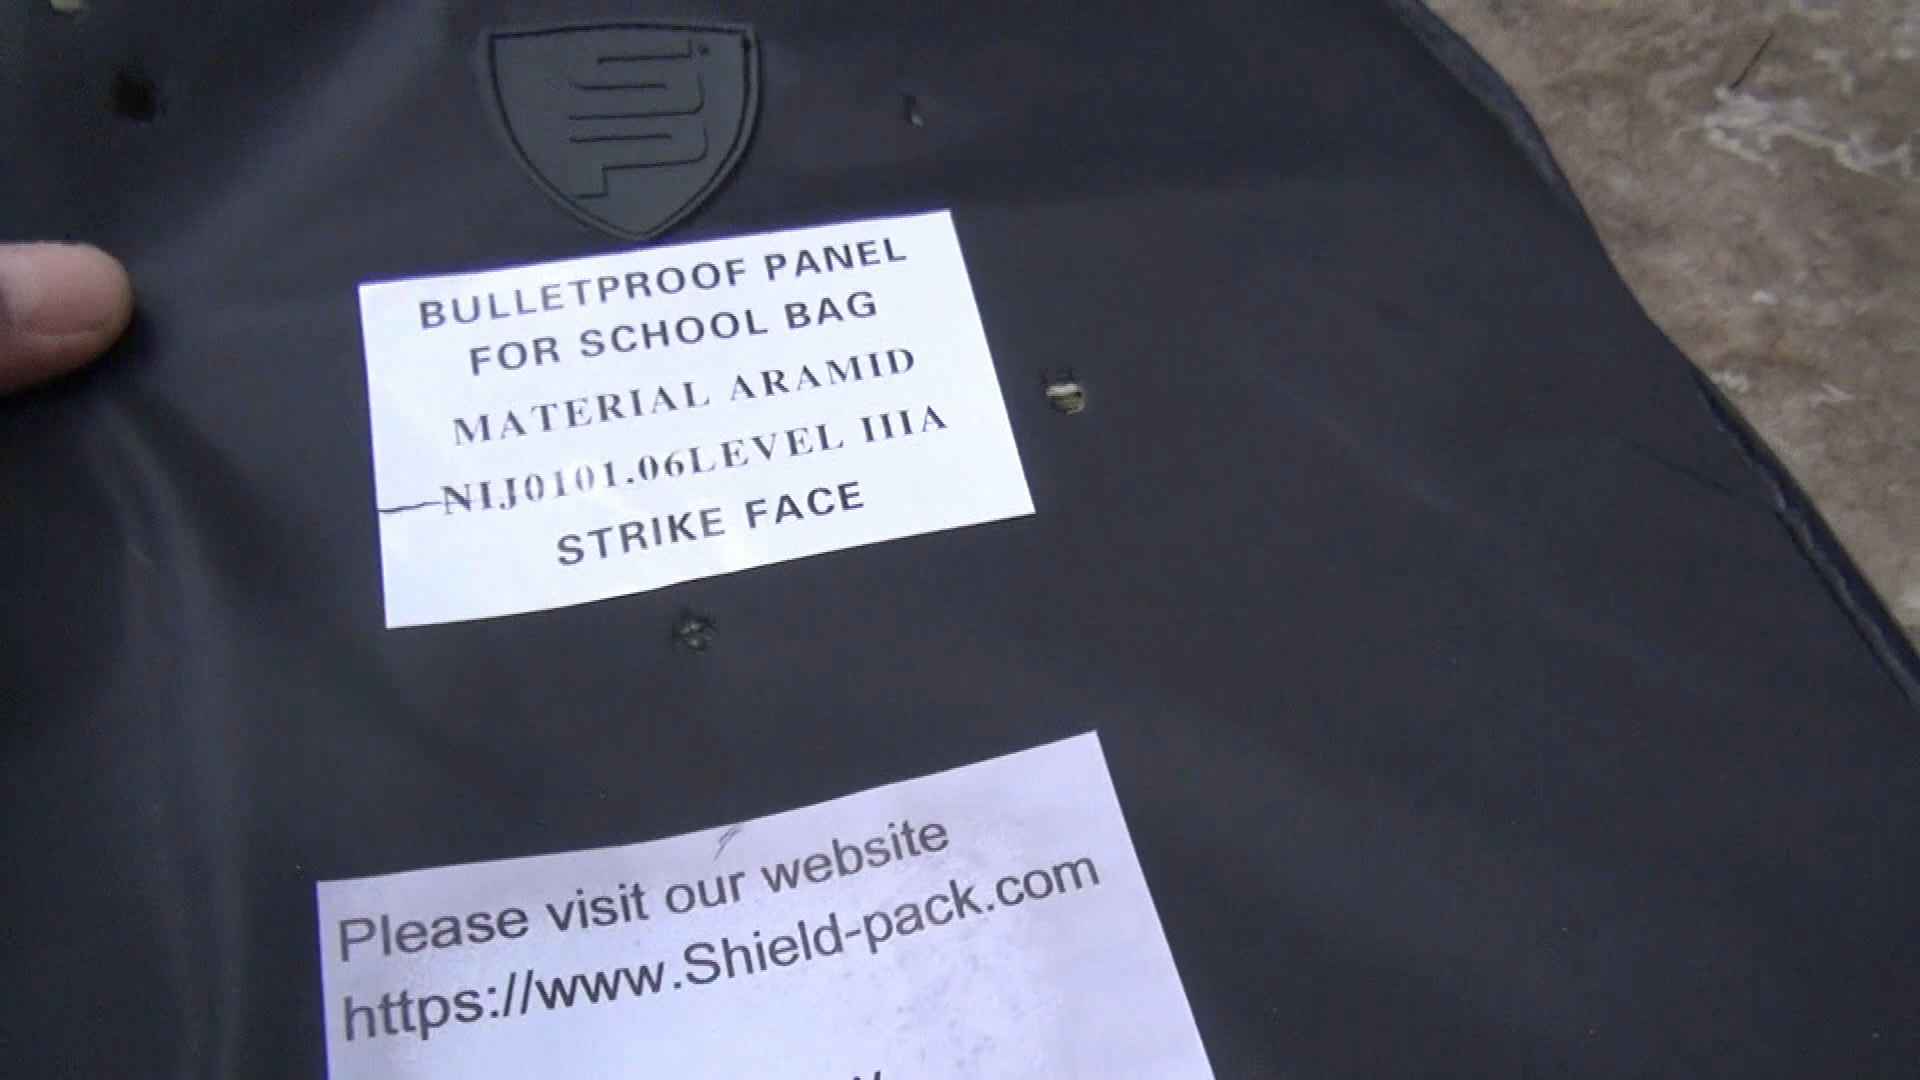 BULLETPROOF PANEL
FOR SCHOOL BAG
MATERIAL ARAMID
NIJ0101.06LEVEL IIIA
STRIKE FACE
Please visit our website
https://www.Shield-pack.com